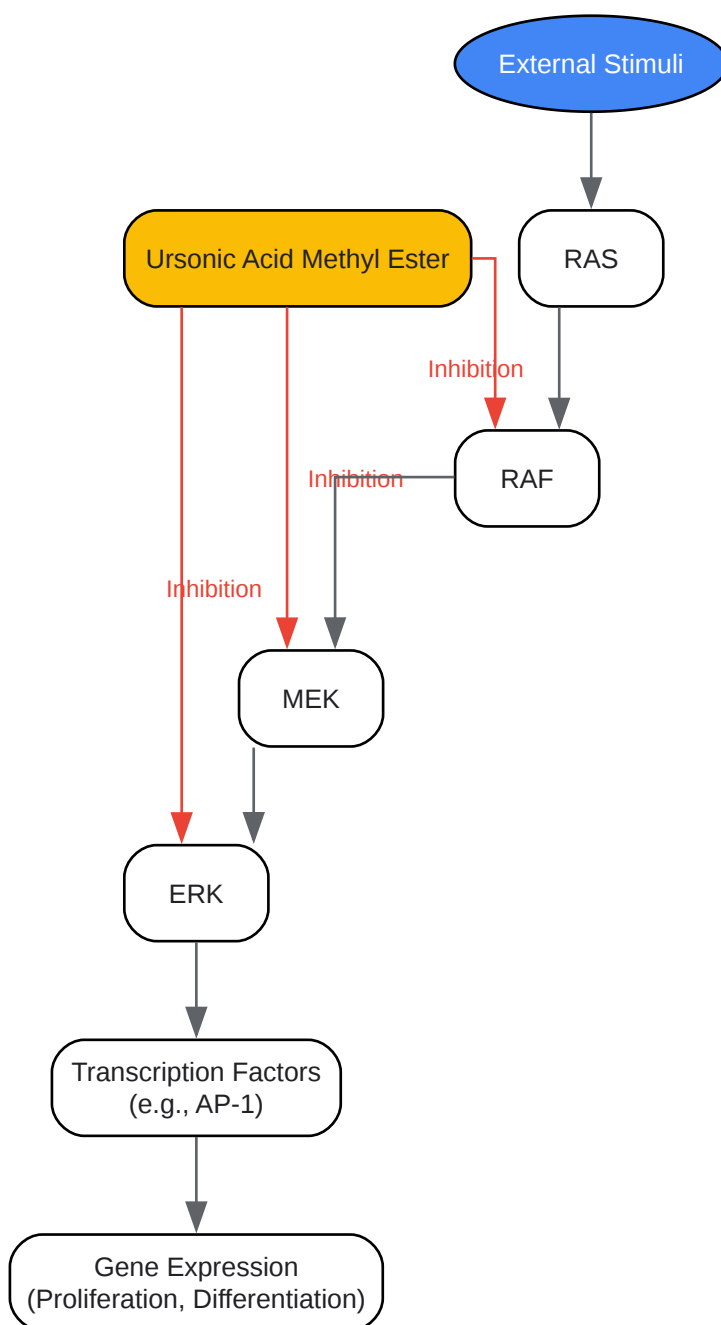 External Stimuli
Ursonic Acid Methyl Ester
RAS
Inhibition
Inhibition
RAF
Inhibition
MEK
ERK
Transcription Factors
(e.g., AP-1)
Gene Expression
(Proliferation, Differentiation)